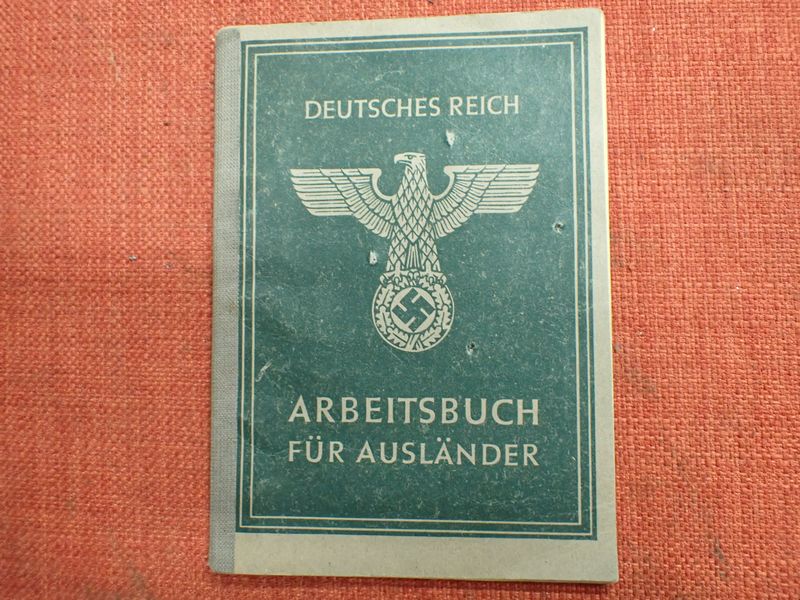 DEUTSCHES REICH
ARBEITSBUCH
FÜR AUSLÄNDER